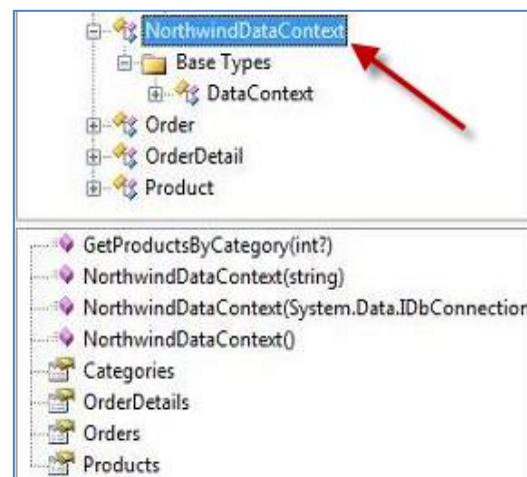 NorthwindDataContext
Base Types
DataContext
Order
OrderDetail
Product
GetProductsByCategory(int?)
NorthwindDataContext(string)
NorthwindDataContext(System.Data.IDbConnection
NorthwindDataContext()
Categories
OrderDetails
Orders
Products